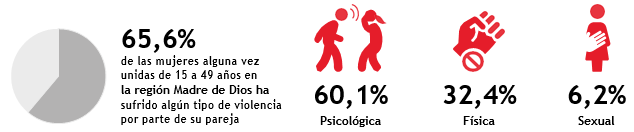 65,6%
de las mujeres alguna vez
unidas de 15 a 49 años en
la región Madre de Dios ha
sufrido algún tipo de violencia
por parte de su pareja
60,1%
Psicológica
32,4%
Física
6,2%
Sexual